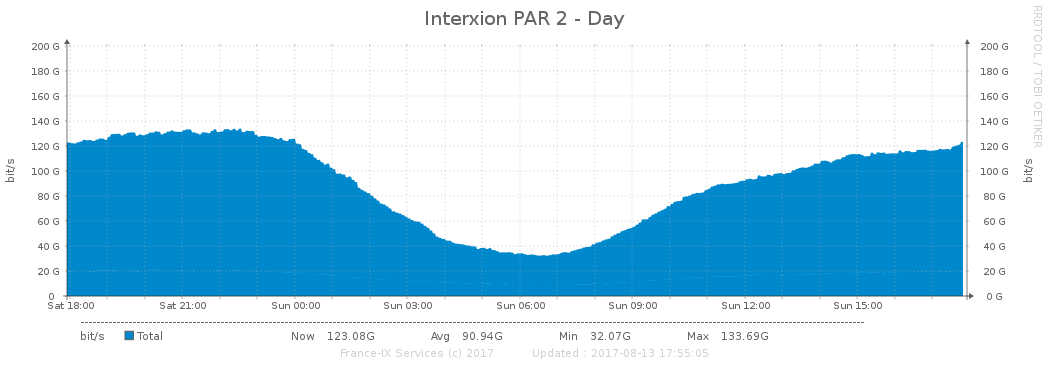 Interxion PAR 2 - Day
RRDTOOL / TOBI OETIKER
bit/s
200 G
180 G
160 G
140 G
120 G
100 G
80 G
60 G
40 G
20 G
0
200 G
180 G
160 G
140 G
120 G
100 G
80 G
60 G
40 G
20 G
0 G
bit/s
Sat 18:00 Sat 21:00 Sun 00:00 Sun 03:00 Sun 06:00 Sun 09:00 Sun 12:00 Sun 15:00
bit/s Total Now 123.08G Avg 90.94G Min 32.07G Max 133.69G
France-IX Services (c) 2017 Updated : 2017-08-13 17:55:05